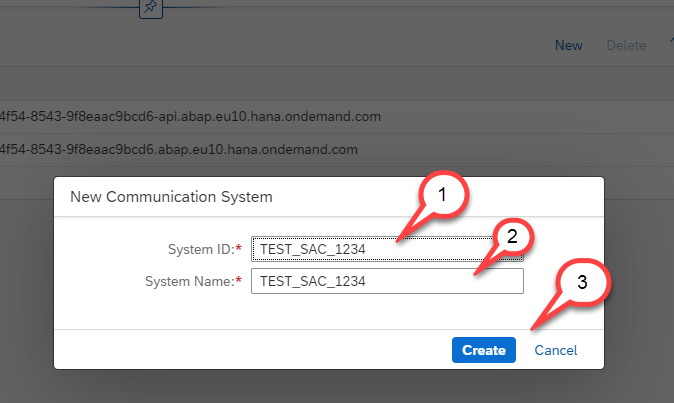 New Delete
4f54-8543-9f8eaac9bcd6-api.abap.eu10.hana.ondemand.com
4f54-8543-9f8eaac9bcd6.abap.eu10.hana.ondemand.com
New Communication System
1
System ID:* TEST_SAC_1234
2
System Name:* TEST_SAC_1234
3
Create Cancel